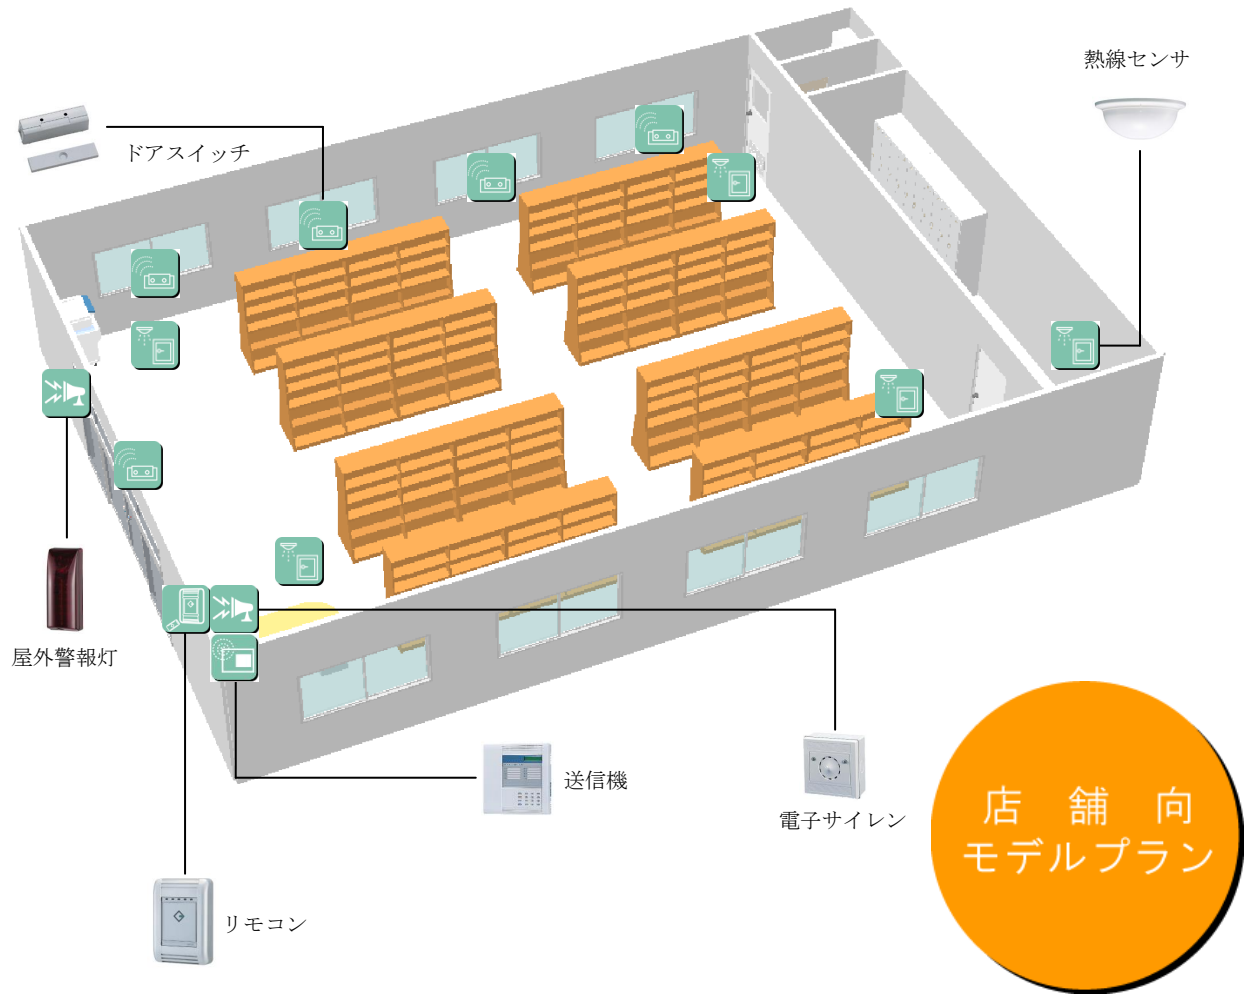 熱線センサ
ドアスイッチ
屋外警報灯
送信機
電子サイレン
リモコン
店舗向
モデルプラン